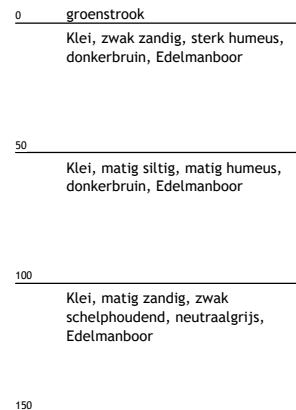 0 groenstrook
Klei, zwak zandig, sterk humeus,
donkerbruin, Edelmanboor
50
Klei, matig siltig, matig humeus,
donkerbruin, Edelmanboor
100
Klei, matig zandig, zwak
schelphoudend, neutraalgrijs,
Edelmanboor
150